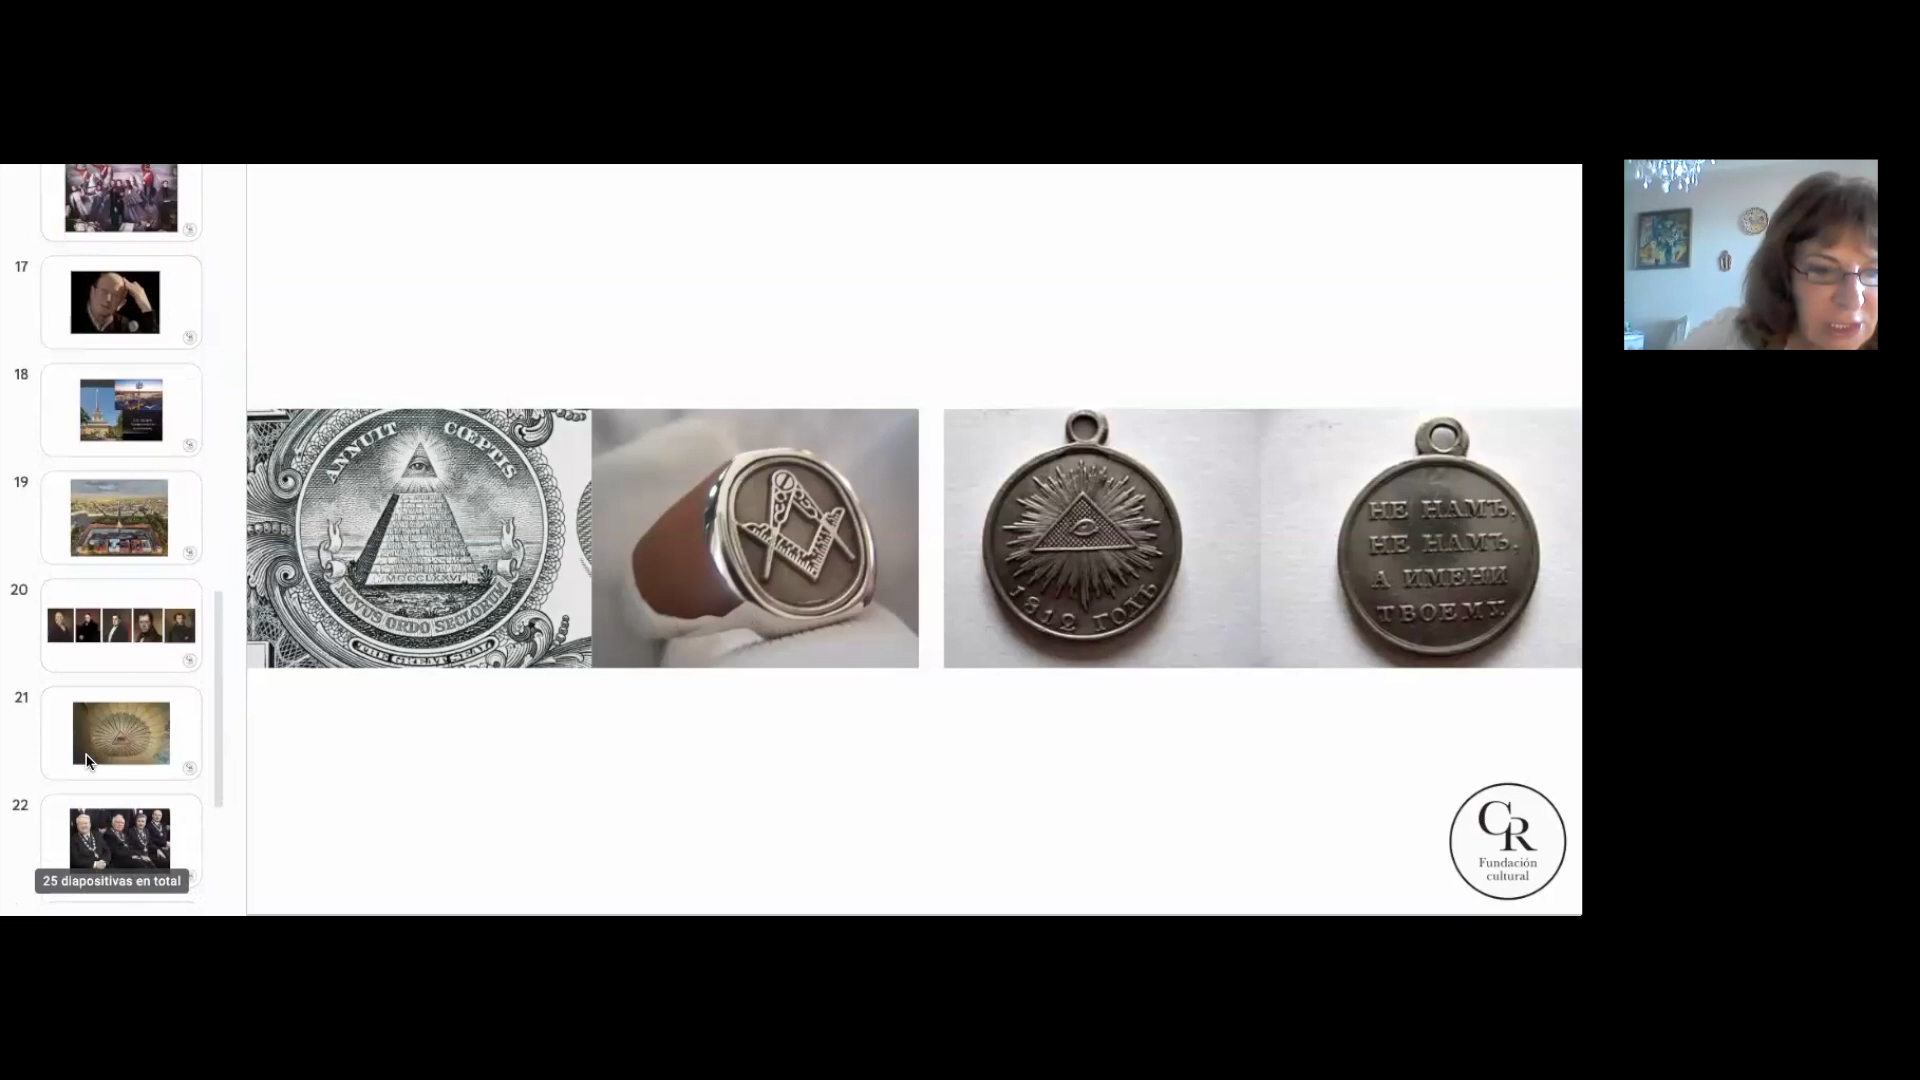 17
18
19
20
21
22
25 diapositivas en total
ANNUIT CŒPTIS
MDCCLXXVI
NOVUS ORDO SECLORUM
THE GREAT SEAL
1812 ГОДЪ
НЕ НАМЪ,
НЕ НАМЪ,
А ИМЕНИ
ТВОЕМУ
CR
Fundación
cultural